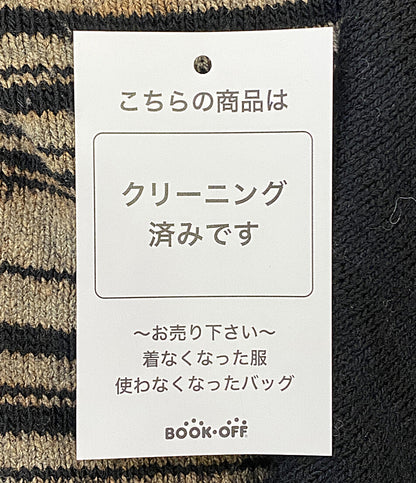 こちらの商品は
クリーニング
済みです
〜お売り下さい〜
着なくなった服
使わなくなったバッグ
BOOK・OFF